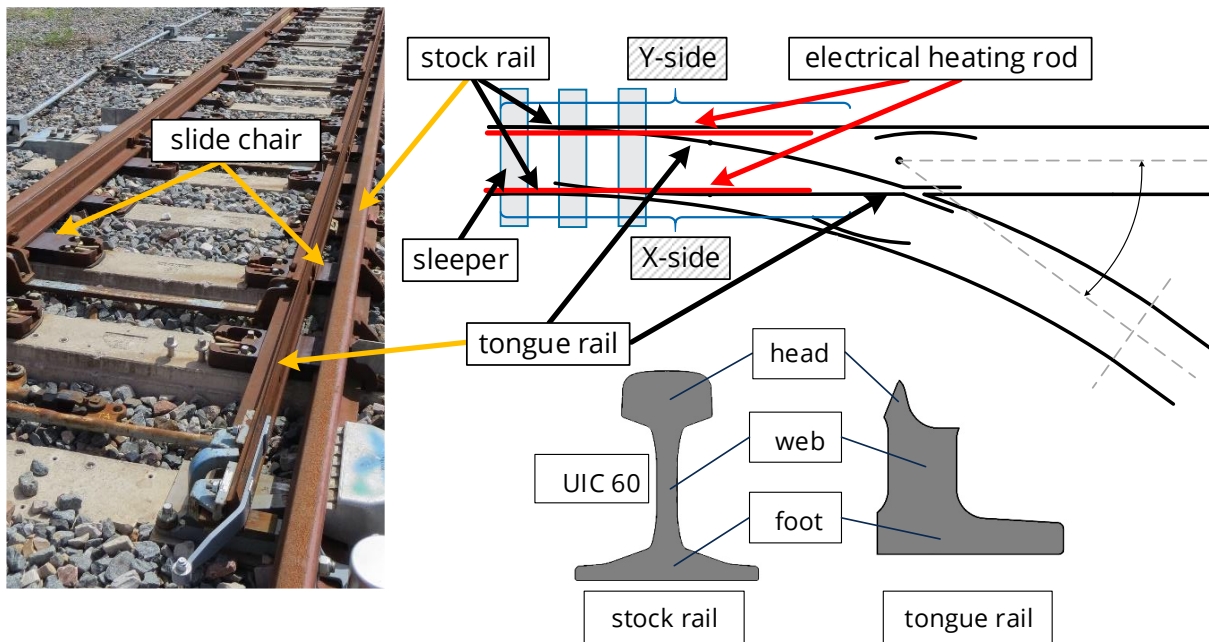 stock rail
Y-side
electrical heating rod
slide chair
sleeper
X-side
tongue rail
head
web
UIC 60
foot
stock rail
tongue rail